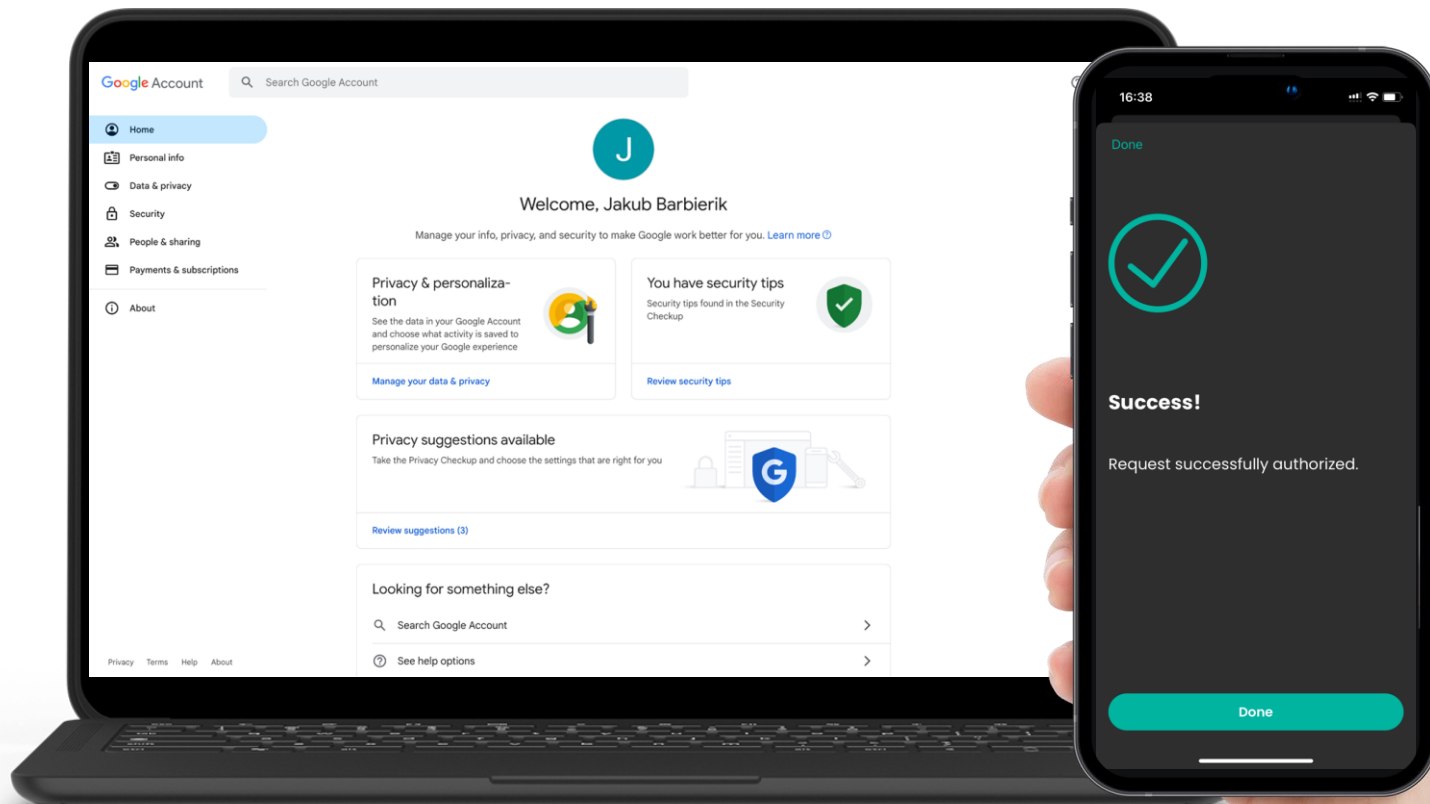 Google Account
Search Google Account
Home
Personal info
Data & privacy
Security
People & sharing
Payments & subscriptions
About
J
Welcome, Jakub Barbierik
Manage your info, privacy, and security to make Google work better for you. Learn more
Privacy & personaliza-
tion
See the data in your Google Account
and choose what activity is saved to
personalize your Google experience
Manage your data & privacy
You have security tips
Security tips found in the Security
Checkup
Review security tips
Privacy suggestions available
Take the Privacy Checkup and choose the settings that are right for you
G
Review suggestions (3)
Looking for something else?
Search Google Account
See help options
Privacy Terms Help About
16:38
Done
Success!
Request successfully authorized.
Done